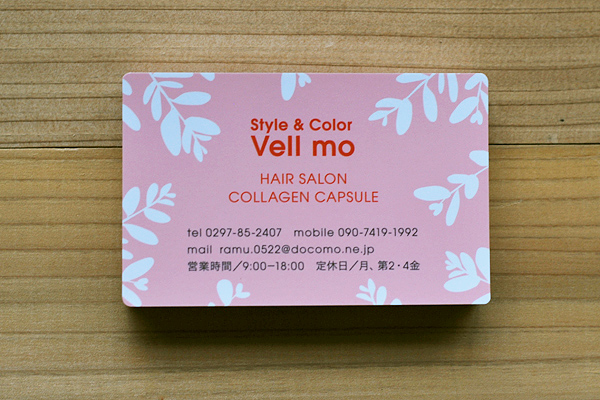 Style & Color
Vell mo
HAIR SALON
COLLAGEN CAPSULE
tel 0297-85-2407 mobile 090-7419-1992
mail ramu.0522@docomo.ne.jp
営業時間／9:00−18:00 定休日／月、第2・4金